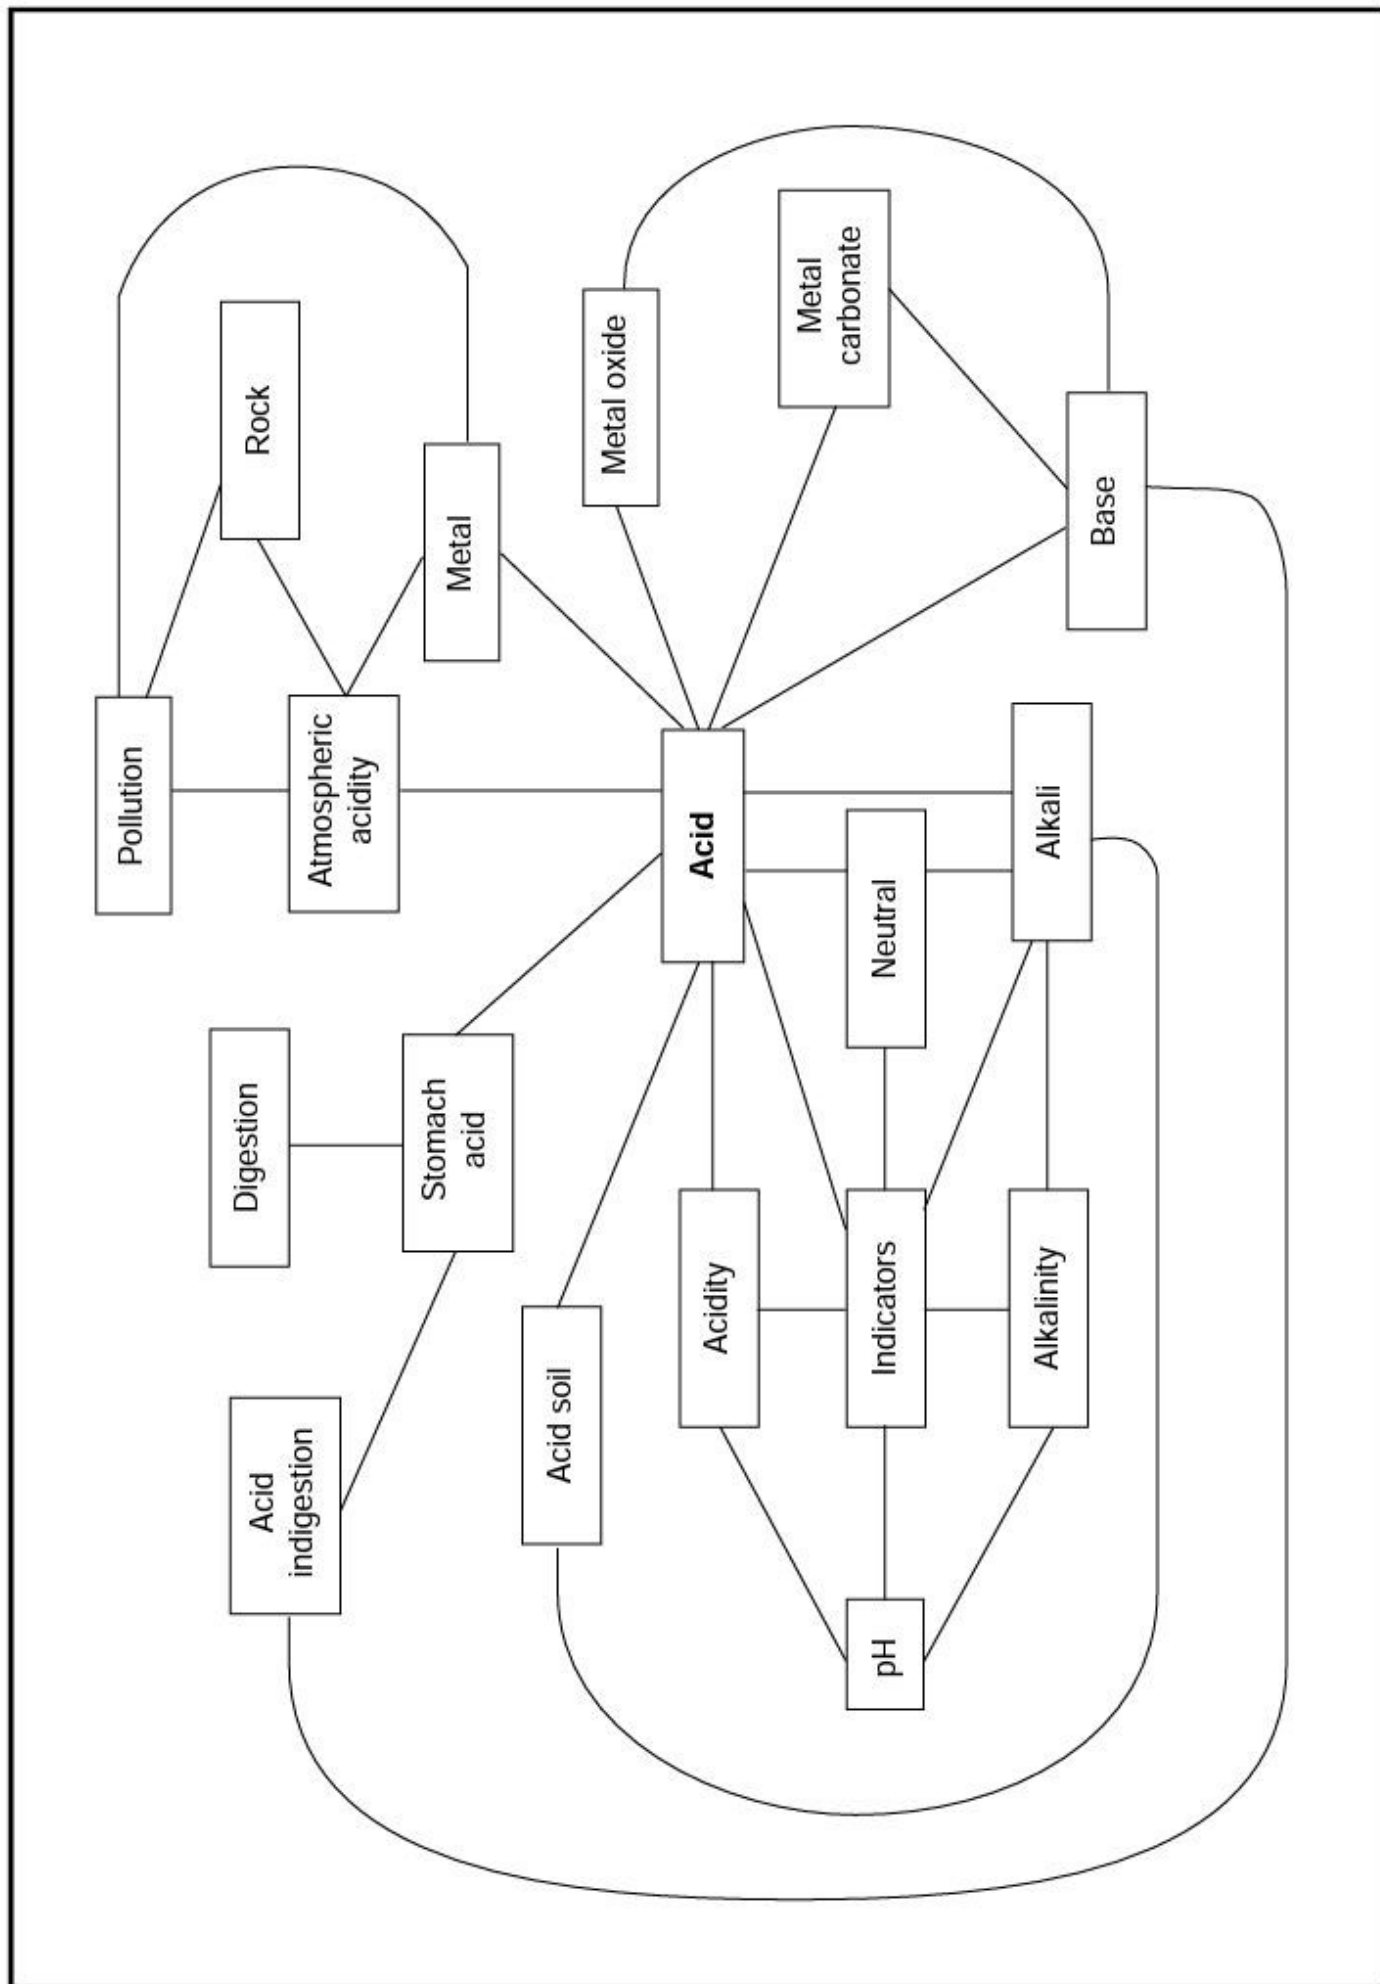 Pollution
Acid
indigestion
Digestion
Rock
Atmospheric
acidity
Stomach
acid
Metal
Acid soil
Metal oxide
Acidity
Acid
Metal
carbonate
pH
Indicators
Neutral
Alkalinity
Alkali
Base